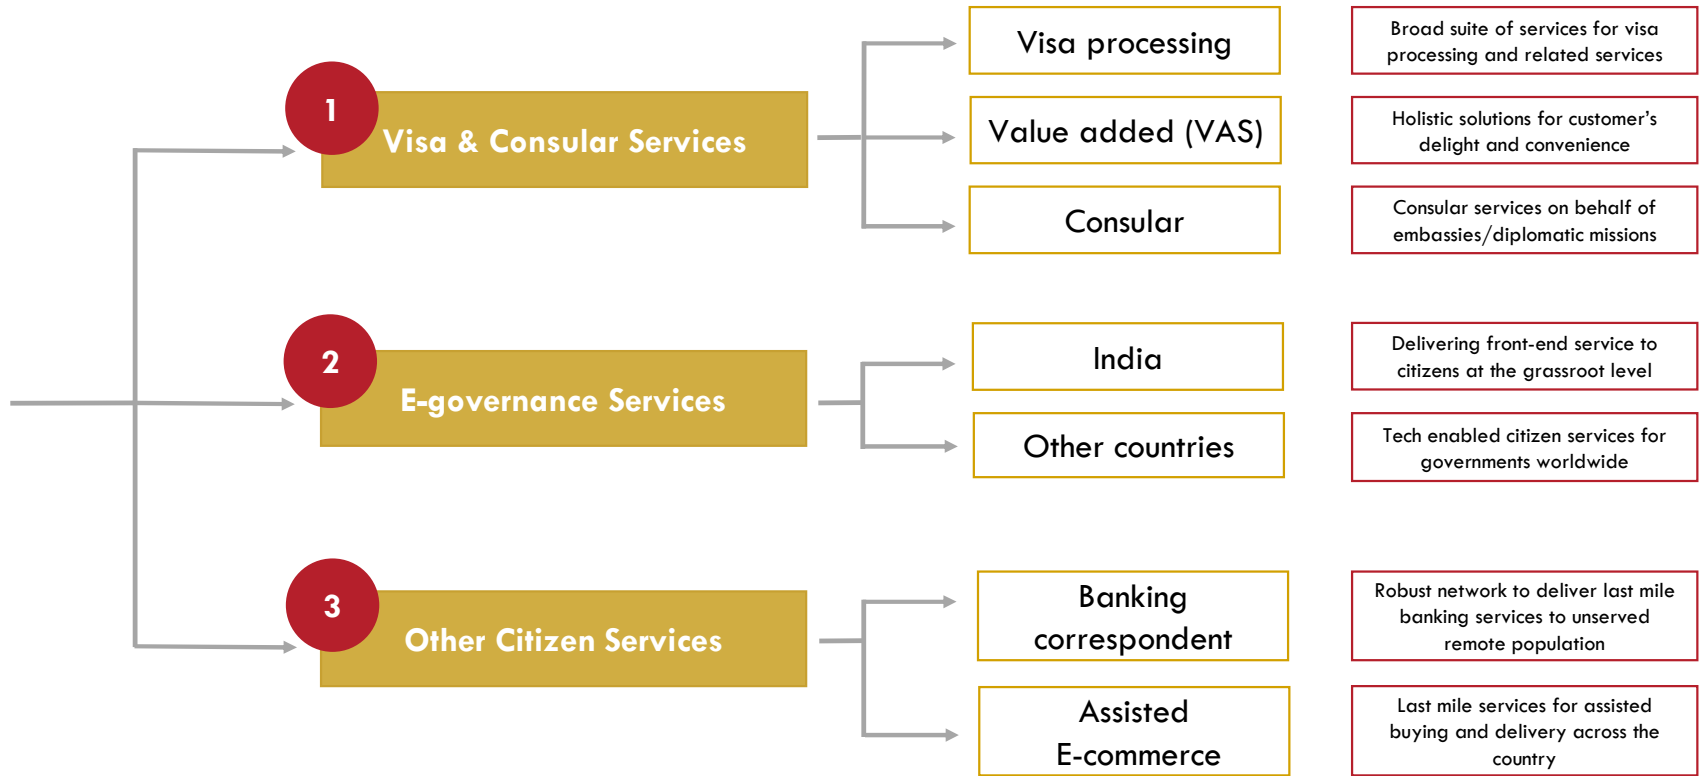 1
Visa & Consular Services
Visa processing
Broad suite of services for visa
processing and related services
Value added (VAS)
Holistic solutions for customer’s
delight and convenience
Consular
Consular services on behalf of
embassies/diplomatic missions
2
E-governance Services
India
Delivering front-end service to
citizens at the grassroot level
Other countries
Tech enabled citizen services for
governments worldwide
3
Other Citizen Services
Banking
correspondent
Robust network to deliver last mile
banking services to unserved
remote population
Assisted
E-commerce
Last mile services for assisted
buying and delivery across the
country